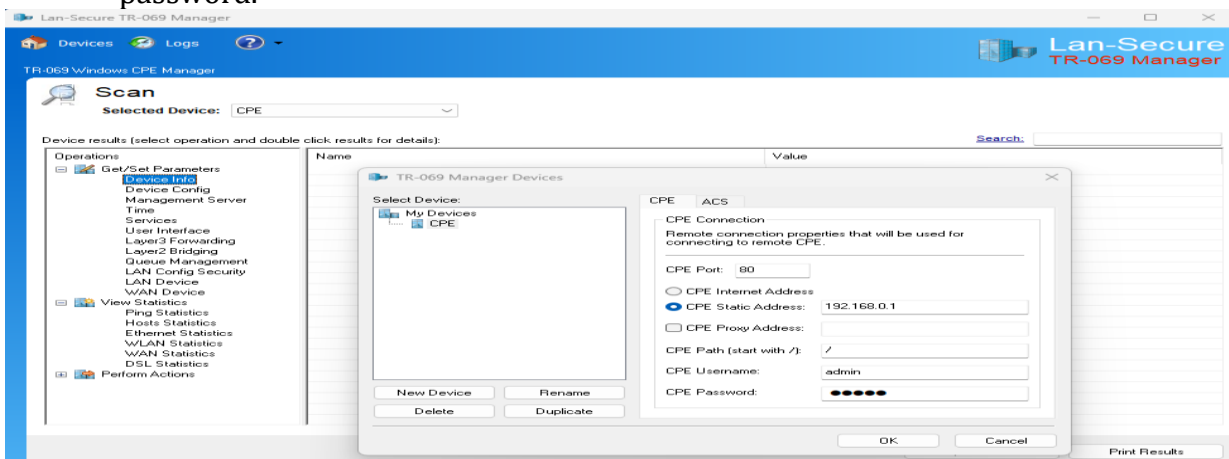 password.
Lan-Secure TR-069 Manager
Devices Logs ?
Lan-Secure
TR-069 Manager
TR-069 Windows CPE Manager
Scan
Selected Device: CPE
Device results (select operation and double click results for details):
Search:
Operations Name Value
Get/Set Parameters
Device Info
Device Config
Management Server
Time
Services
User Interface
Layer3 Forwarding
Layer2 Bridging
Queue Management
LAN Config Security
LAN Device
WAN Device
View Statistics
Ping Statistics
Hosts Statistics
Ethernet Statistics
WLAN Statistics
WAN Statistics
DSL Statistics
Perform Actions
TR-069 Manager Devices
Select Device:
My Devices
CPE
New Device Rename
Delete Duplicate
CPE ACS
CPE Connection
Remote connection properties that will be used for
connecting to remote CPE.
CPE Port: 80
CPE Internet Address
CPE Static Address: 192.168.0.1
CPE Proxy Address:
CPE Path (start with /): /
CPE Username: admin
CPE Password: ●●●●●
OK Cancel
Print Results